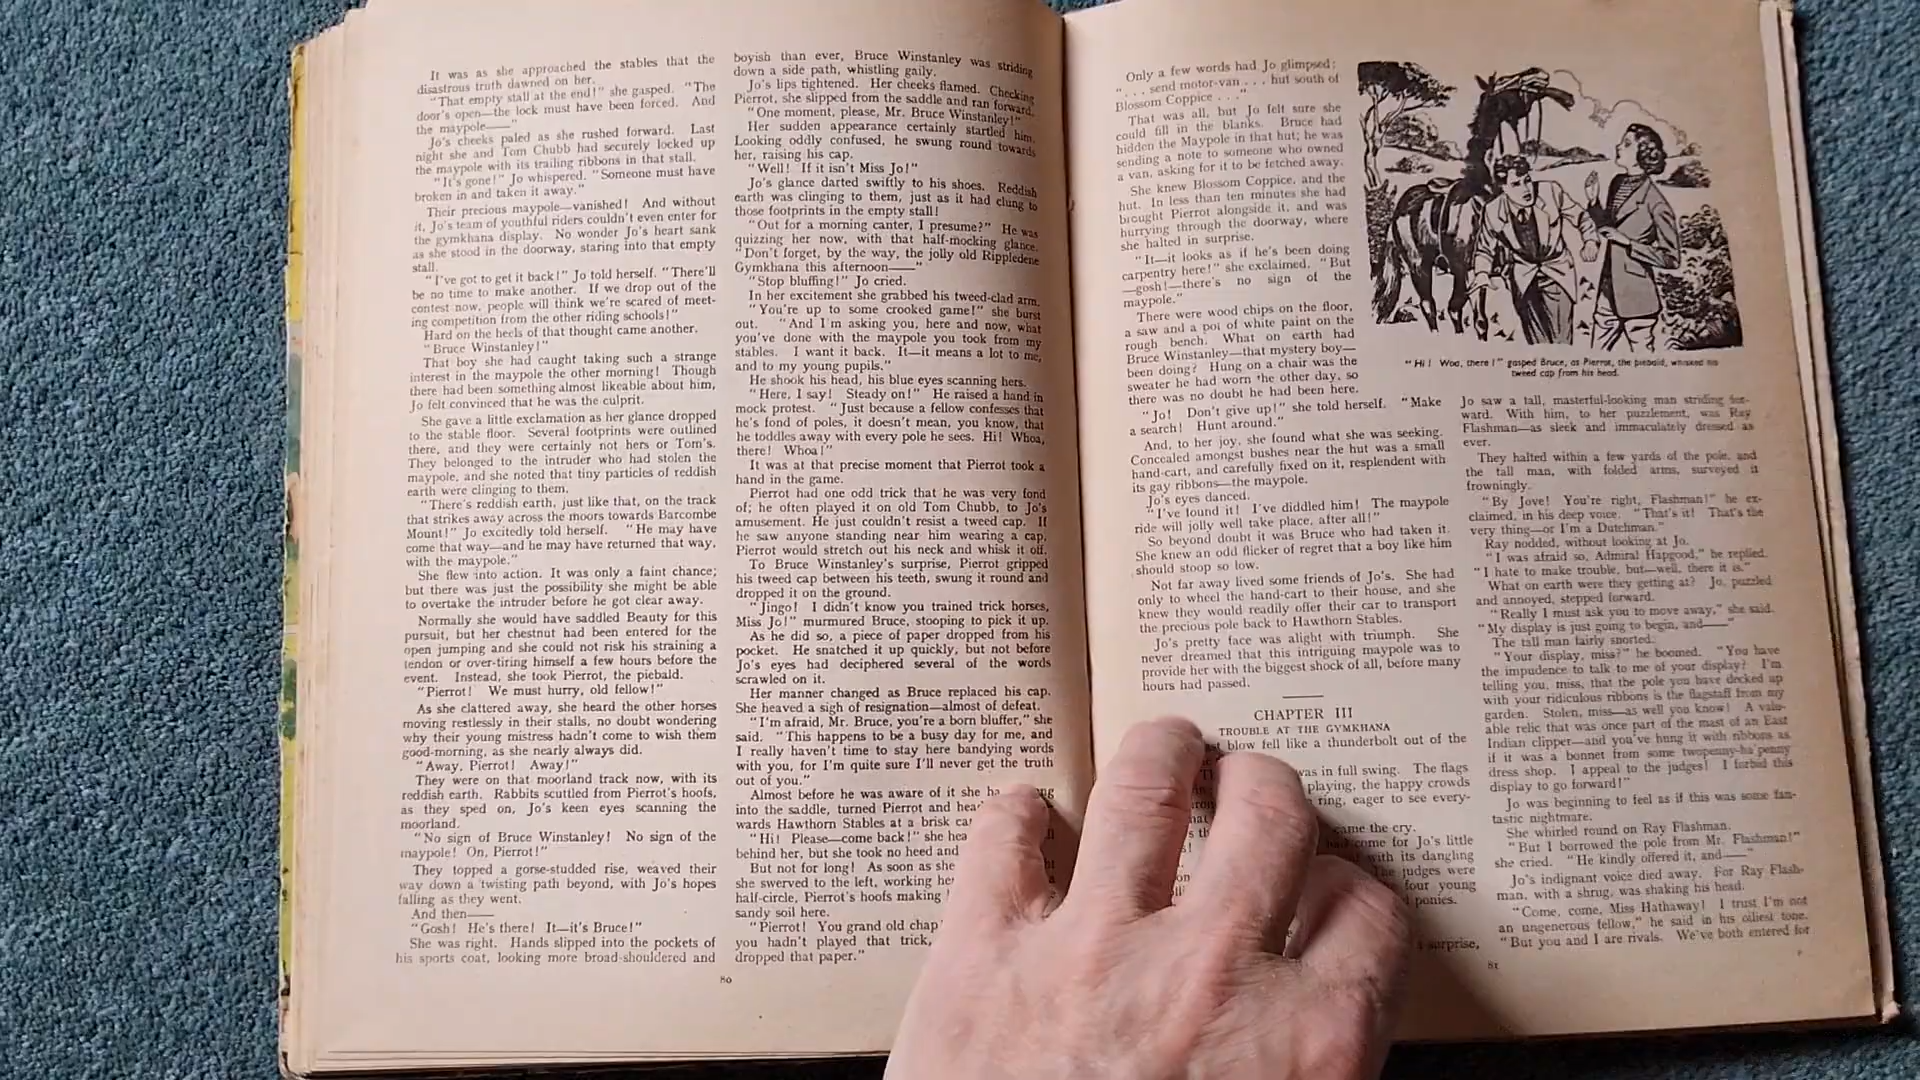 It was as she approached the stables that the
disastrous truth dawned on her.
"That empty stall at the end!" she gasped. "The
door's open—the lock must have been forced. And
the maypole——"
Jo's cheeks paled as she rushed forward. Last
night she and Tom Chubb had securely locked up
the maypole with its trailing ribbons in that stall.
"It's gone!" Jo whispered. "Someone must have
broken in and taken it away."
Their precious maypole—vanished! And without
it, Jo's team of youthful riders couldn't even enter for
the gymkhana display. No wonder Jo's heart sank
as she stood in the doorway, staring into that empty
stall.
"I've got to get it back!" Jo told herself. "There'll
be no time to make another. If we drop out of the
contest now, people will think we're scared of meet-
ing competition from the other riding schools!"
Hard on the heels of that thought came another.
"Bruce Winstanley!"
That boy she had caught taking such a strange
interest in the maypole the other morning! Though
there had been something almost likeable about him,
Jo felt convinced that he was the culprit.
She gave a little exclamation as her glance dropped
to the stable floor. Several footprints were outlined
there, and they were certainly not hers or Tom's.
They belonged to the intruder who had stolen the
maypole, and she noted that tiny particles of reddish
earth were clinging to them.
"There's reddish earth, just like that, on the track
that strikes away across the moors towards Barcombe
Mount!" Jo excitedly told herself. "He may have
come that way—and he may have returned that way,
with the maypole."
She flew into action. It was only a faint chance;
but there was just the possibility she might be able
to overtake the intruder before he got clear away.
Normally she would have saddled Beauty for this
pursuit, but her chestnut had been entered for the
open jumping and she could not risk his straining a
tendon or over-tiring himself a few hours before the
event. Instead, she took Pierrot, the piebald.
"Pierrot! We must hurry, old fellow!"
As she clattered away, she heard the other horses
moving restlessly in their stalls, no doubt wondering
why their young mistress hadn't come to wish them
good-morning, as she nearly always did.
"Away, Pierrot! Away!"
They were on that moorland track now, with its
reddish earth. Rabbits scuttled from Pierrot's hoofs,
as they sped on, Jo's keen eyes scanning the
moorland.
"No sign of Bruce Winstanley! No sign of the
maypole! On, Pierrot!"
They topped a gorse-studded rise, weaved their
way down a twisting path beyond, with Jo's hopes
falling as they went.
And then——
"Gosh! He's there! It—it's Bruce!"
She was right. Hands slipped into the pockets of
his sports coat, looking more broad-shouldered and
boyish than ever, Bruce Winstanley was striding
down a side path, whistling gaily.
Jo's lips tightened. Her cheeks flamed. Checking
Pierrot, she slipped from the saddle and ran forward.
"One moment, please, Mr. Bruce Winstanley!"
Her sudden appearance certainly startled him.
Looking oddly confused, he swung round towards
her, raising his cap.
"Well! If it isn't Miss Jo!"
Jo's glance darted swiftly to his shoes. Reddish
earth was clinging to them, just as it had clung to
those footprints in the empty stall!
"Out for a morning canter, I presume?" He was
quizzing her now, with that half-mocking glance.
"Don't forget, by the way, the jolly old Rippledene
Gymkhana this afternoon——"
"Stop bluffing!" Jo cried.
In her excitement she grabbed his tweed-clad arm.
"You're up to some crooked game!" she burst
out. "And I'm asking you, here and now, what
you've done with the maypole you took from my
stables. I want it back. It—it means a lot to me,
and to my young pupils."
He shook his head, his blue eyes scanning hers.
"Here, I say! Steady on!" He raised a hand in
mock protest. "Just because a fellow confesses that
he's fond of poles, it doesn't mean, you know, that
he toddles away with every pole he sees. Hi! Whoa,
there! Whoa!"
It was at that precise moment that Pierrot took a
hand in the game.
Pierrot had one odd trick that he was very fond
of; he often played it on old Tom Chubb, to Jo's
amusement. He just couldn't resist a tweed cap. If
he saw anyone standing near him wearing a cap,
Pierrot would stretch out his neck and whisk it off.
To Bruce Winstanley's surprise, Pierrot gripped
his tweed cap between his teeth, swung it round and
dropped it on the ground.
"Jingo! I didn't know you trained trick horses,
Miss Jo!" murmured Bruce, stooping to pick it up.
As he did so, a piece of paper dropped from his
pocket. He snatched it up quickly, but not before
Jo's eyes had deciphered several of the words
scrawled on it.
Her manner changed as Bruce replaced his cap.
She heaved a sigh of resignation—almost of defeat.
"I'm afraid, Mr. Bruce, you're a born bluffer," she
said. "This happens to be a busy day for me, and
I really haven't time to stay here bandying words
with you, for I'm quite sure I'll never get the truth
out of you."
Almost before he was aware of it she
into the saddle, turned Pierrot and
wards Hawthorn Stables at a brisk
"Hi! Please—come back!" she
behind her, but she took no heed and
But not for long! As soon as she
she swerved to the left, working
half-circle, Pierrot's hoofs making
sandy soil here.
"Pierrot! You grand old chap
you hadn't played that trick,
dropped that paper."
80
Only a few words had Jo glimpsed;
". . . send motor-van . . . hut south of
Blossom Coppice . . ."
That was all, but Jo felt sure she
could fill in the blanks. Bruce had
hidden the Maypole in that hut; he was
sending a note to someone who owned
a van, asking for it to be fetched away.
She knew Blossom Coppice, and the
hut. In less than ten minutes she had
brought Pierrot alongside it, and was
hurrying through the doorway, where
she halted in surprise.
"It—it looks as if he's been doing
carpentry here!" she exclaimed. "But
—gosh!—there's no sign of the
maypole."
There were wood chips on the floor,
a saw and a pot of white paint on the
rough bench. What on earth had
Bruce Winstanley—that mystery boy—
been doing? Hung on a chair was the
sweater he had worn the other day, so
there was no doubt he had been here.
"Jo! Don't give up!" she told herself. "Make
a search! Hunt around."
And, to her joy, she found what she was seeking.
Concealed amongst bushes near the hut was a small
hand-cart, and carefully fixed on it, resplendent with
its gay ribbons—the maypole.
Jo's eyes danced.
"I've found it! I've diddled him! The maypole
ride will jolly well take place, after all!"
So beyond doubt it was Bruce who had taken it.
She knew an odd flicker of regret that a boy like him
should stoop so low.
Not far away lived some friends of Jo's. She had
only to wheel the hand-cart to their house, and she
knew they would readily offer their car to transport
the precious pole back to Hawthorn Stables.
Jo's pretty face was alight with triumph. She
never dreamed that this intriguing maypole was to
provide her with the biggest shock of all, before many
hours had passed.
CHAPTER III
TROUBLE AT THE GYMKHANA
blow fell like a thunderbolt out of the
was in full swing. The flags
playing, the happy crowds
ring, eager to see every-
came the cry.
come for Jo's little
with its dangling
The judges were
four young
ponies.
surprise,
"Hi! Woa, there!" gasped Bruce, as Pierrot, the piebald, whisked his
tweed cap from his head.
Jo saw a tall, masterful-looking man striding for-
ward. With him, to her puzzlement, was Ray
Flashman—as sleek and immaculately dressed as
ever.
They halted within a few yards of the pole, and
the tall man, with folded arms, surveyed it
frowningly.
"By Jove! You're right, Flashman!" he ex-
claimed, in his deep voice. "That's it! That's the
very thing—or I'm a Dutchman."
Ray nodded, without looking at Jo.
"I was afraid so, Admiral Hapgood," he replied.
"I hate to make trouble, but—well, there it is."
What on earth were they getting at? Jo, puzzled
and annoyed, stepped forward.
"Really I must ask you to move away," she said.
"My display is just going to begin, and——"
The tall man fairly snorted.
"Your display, miss?" he boomed. "You have
the impudence to talk to me of your display? I'm
telling you, miss, that the pole you have decked up
with your ridiculous ribbons is the flagstaff from my
garden. Stolen, miss—as well you know! A valu-
able relic that was once part of the mast of an East
Indian clipper—and you've hung it with ribbons as
if it was a bonnet from some twopenny-ha'penny
dress shop. I appeal to the judges! I forbid this
display to go forward!"
Jo was beginning to feel as if this was some fan-
tastic nightmare.
She whirled round on Ray Flashman.
"But I borrowed the pole from Mr. Flashman!"
she cried. "He kindly offered it, and——"
Jo's indignant voice died away. For Ray Flash-
man, with a shrug, was shaking his head.
"Come, come, Miss Hathaway! I trust I'm not
an ungenerous fellow," he said in his oiliest tone.
"But you and I are rivals. We've both entered for
81